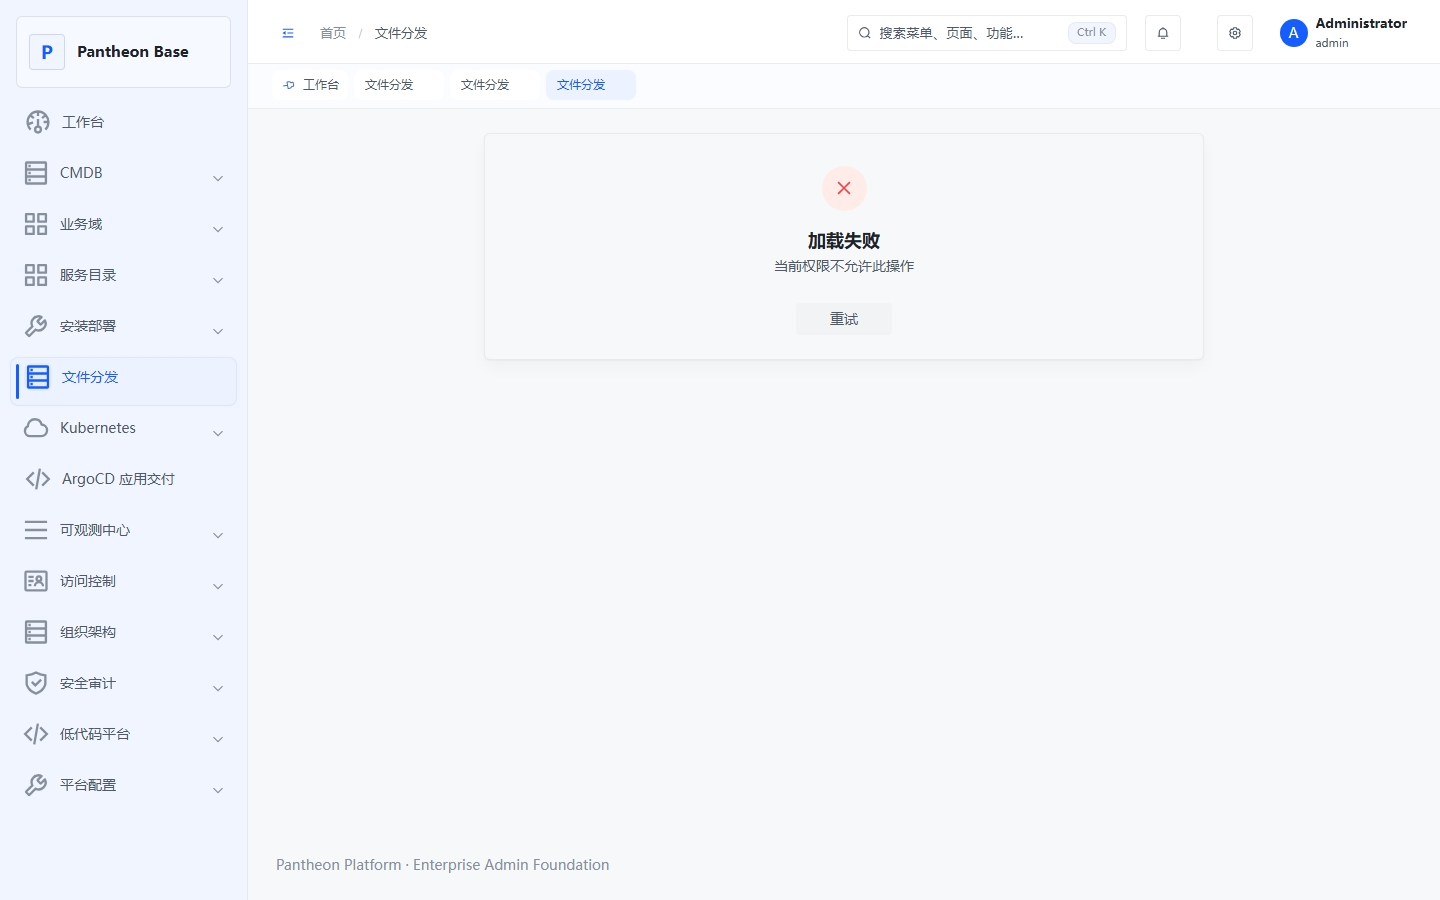 P Pantheon Base
工作台
CMDB
业务域
服务目录
安装部署
文件分发
Kubernetes
ArgoCD 应用交付
可观测中心
访问控制
组织架构
安全审计
低代码平台
平台配置
首页 / 文件分发
搜索菜单、页面、功能... Ctrl K
A Administrator
admin
工作台 文件分发 文件分发 文件分发
加载失败
当前权限不允许此操作
重试
Pantheon Platform · Enterprise Admin Foundation